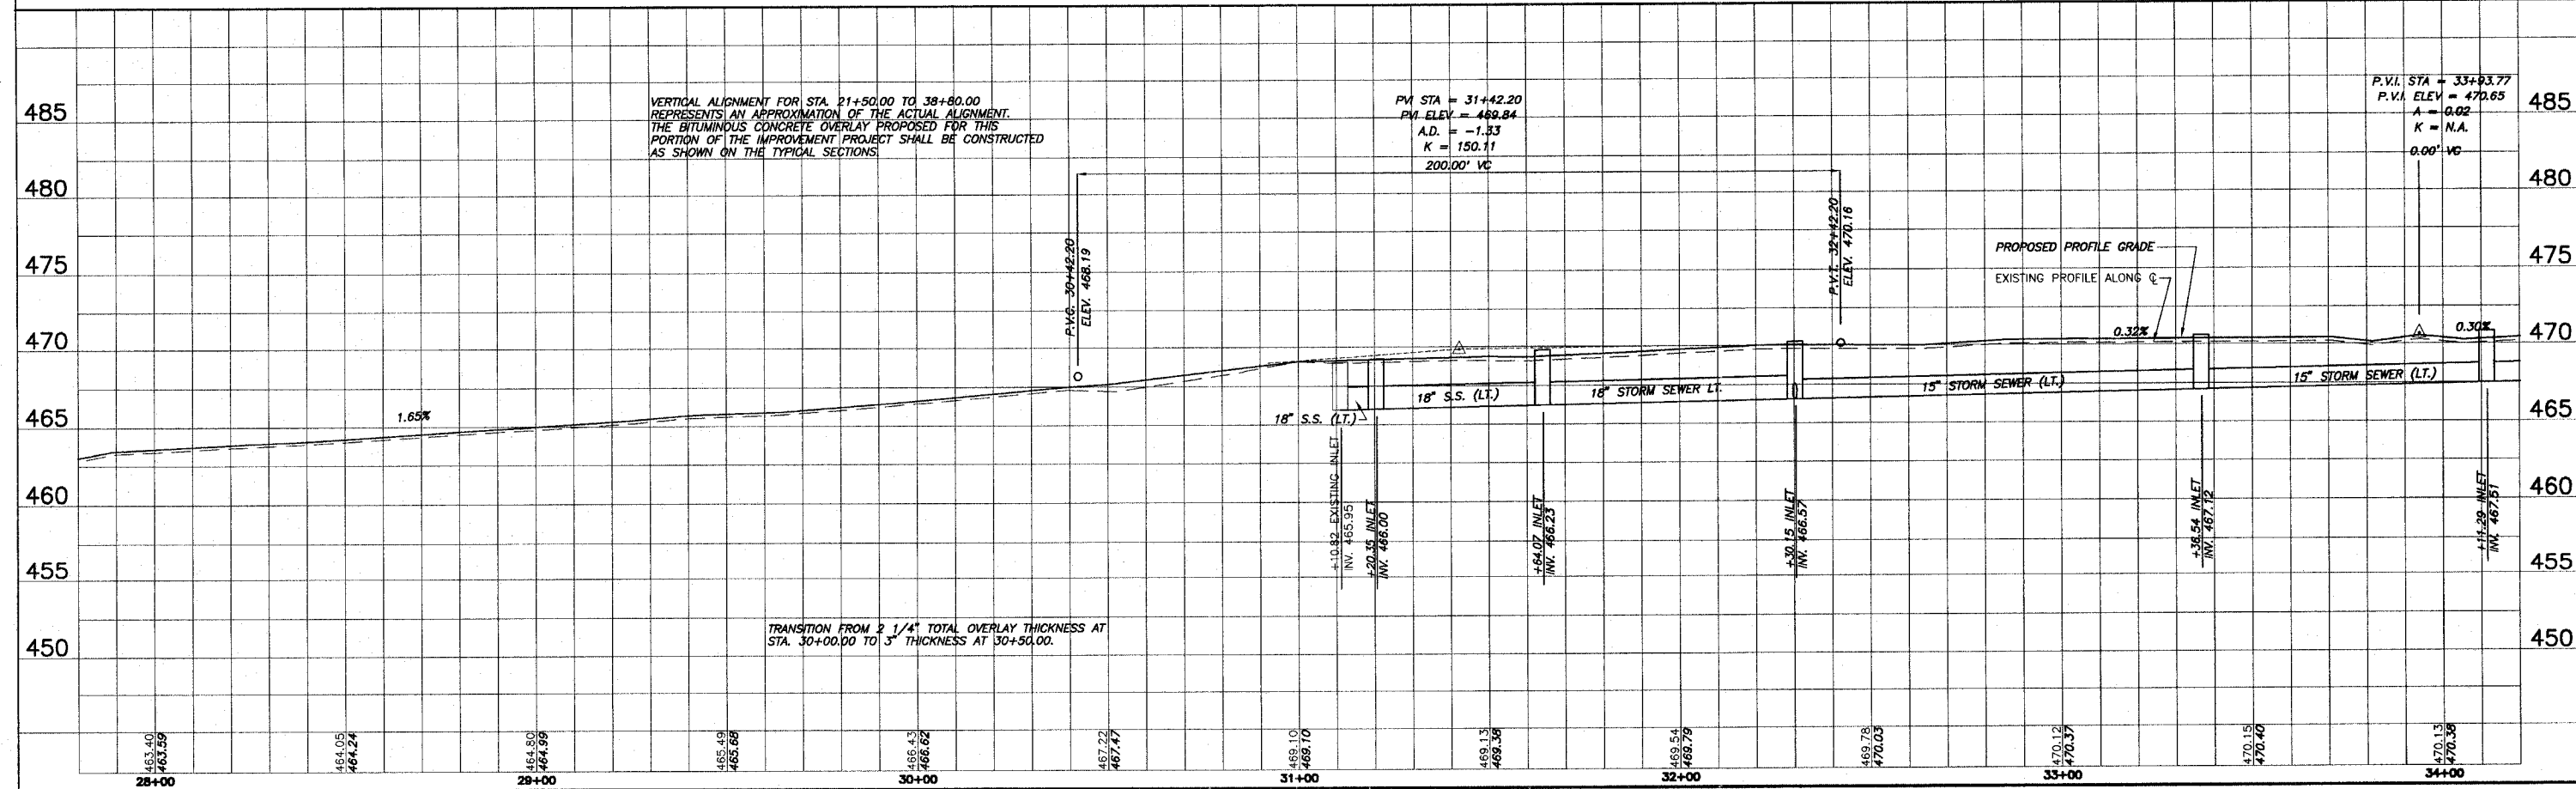 VERTICAL ALIGNMENT FOR STA. 21+50.00 TO 38+80.00
REPRESENTS AN APPROXIMATION OF THE ACTUAL ALIGNMENT.
THE BITUMINOUS CONCRETE OVERLAY PROPOSED FOR THIS
PORTION OF THE IMPROVEMENT PROJECT SHALL BE CONSTRUCTED
AS SHOWN ON THE TYPICAL SECTIONS.
PVI STA = 31+42.20
PVI ELEV = 469.84
A.D. = -1.33
K = 150.11
200.00' VC
P.V.I. STA = 33+93.77
P.V.I. ELEV = 470.65
A = 0.02
K = N.A.
0.00' VC
485
480
475
470
465
460
455
450
485
480
475
470
465
460
455
450
P.V.C. 30+42.20
ELEV. 468.19
P.V.T. 32+42.20
ELEV. 470.16
PROPOSED PROFILE GRADE
EXISTING PROFILE ALONG ℄
1.65%
0.32%
0.30%
18" S.S. (LT.)
18" S.S. (LT.)
18" STORM SEWER LT.
15" STORM SEWER (LT.)
15" STORM SEWER (LT.)
+10.82 EXISTING INLET
INV. 465.95
+20.35 INLET
INV. 466.00
+64.07 INLET
INV. 466.23
+30.15 INLET
INV. 466.57
+36.54 INLET
INV. 467.12
+11.29 INLET
INV. 467.51
TRANSITION FROM 2 1/4" TOTAL OVERLAY THICKNESS AT
STA. 30+00.00 TO 3" THICKNESS AT 30+50.00.
463.40
463.59
464.05
464.24
464.80
464.99
465.49
465.68
466.43
466.62
467.22
467.47
469.10
469.10
469.13
469.38
469.54
469.79
469.78
470.03
470.12
470.37
470.15
470.40
470.13
470.38
28+00
29+00
30+00
31+00
32+00
33+00
34+00